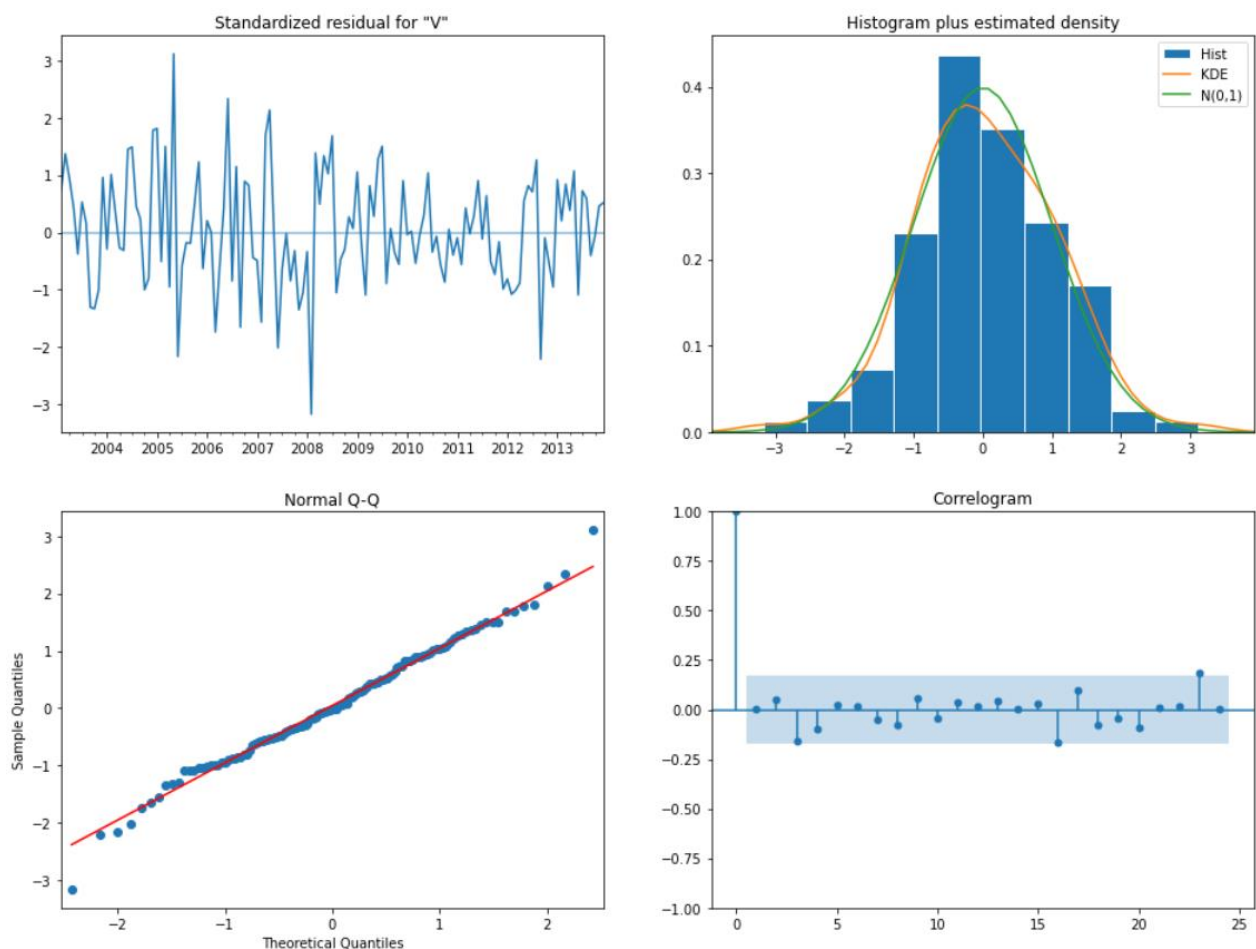 Standardized residual for "V"
3
2
1
0
−1
−2
−3
2004 2005 2006 2007 2008 2009 2010 2011 2012 2013
Histogram plus estimated density
Hist
KDE
N(0,1)
0.4
0.3
0.2
0.1
0.0
−3 −2 −1 0 1 2 3
Normal Q-Q
Sample Quantiles
3
2
1
0
−1
−2
−3
−2 −1 0 1 2
Theoretical Quantiles
Correlogram
1.00
0.75
0.50
0.25
0.00
−0.25
−0.50
−0.75
−1.00
0 5 10 15 20 25